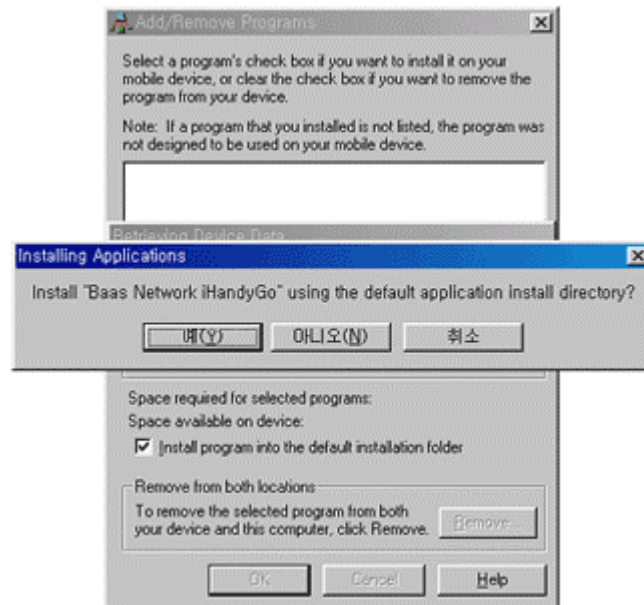 Add/Remove Programs
Select a program's check box if you want to install it on your
mobile device, or clear the check box if you want to remove the
program from your device.
Note: If a program that you installed is not listed, the program was
not designed to be used on your mobile device.
Retrieving Device Data
Installing Applications
Install "Baas Network iHandyGo" using the default application install directory?
예(Y)
아니오(N)
취소
Space required for selected programs:
Space available on device:
Install program into the default installation folder
Remove from both locations
To remove the selected program from both
your device and this computer, click Remove.
Remove...
OK
Cancel
Help